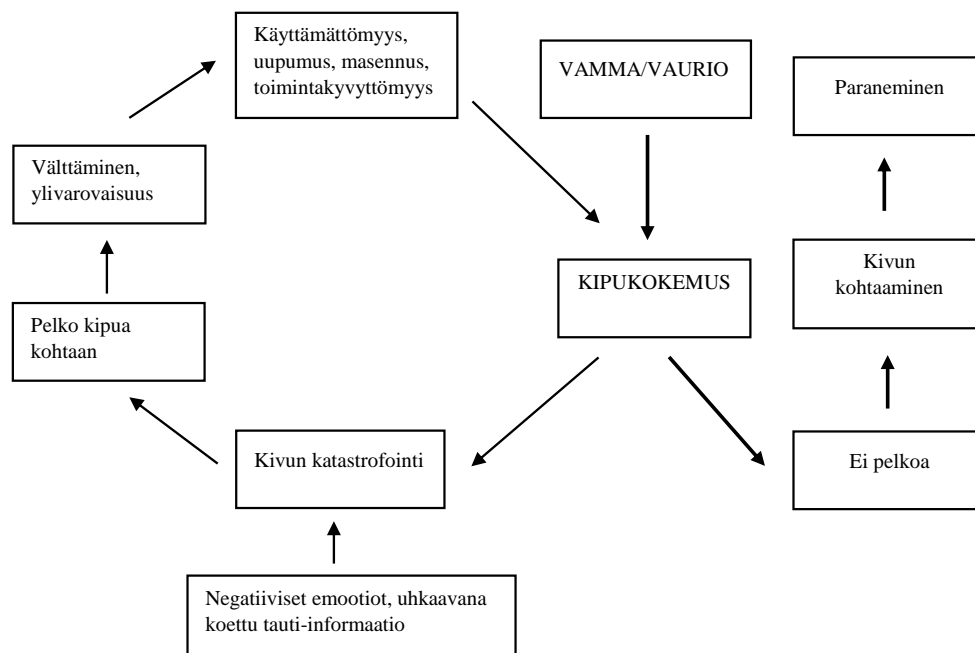 Käyttämättömyys,
uupumus, masennus,
toimintakyvyttömyys
VAMMA/VAURIO
Paraneminen
Välttäminen,
ylivarovaisuus
KIPUKOKEMUS
Kivun
kohtaaminen
Pelko kipua
kohtaan
Kivun katastrofointi
Ei pelkoa
Negatiiviset emootiot, uhkaavana
koettu tauti-informaatio